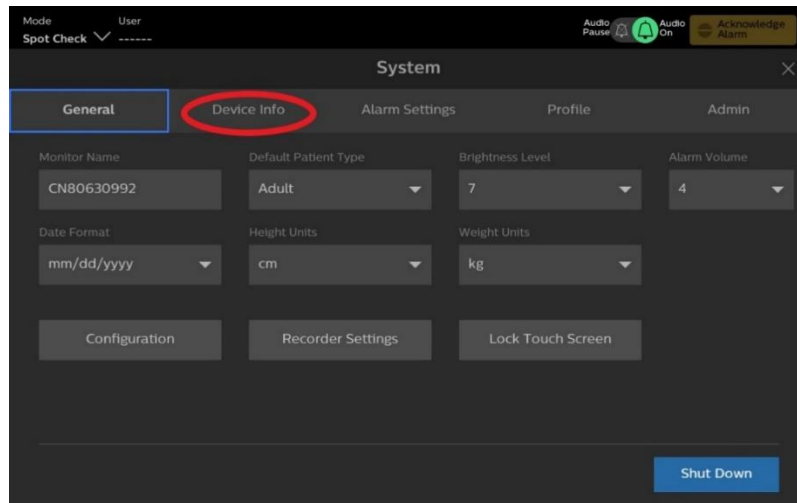 Mode User
Spot Check ------
Audio Pause Audio On Acknowledge Alarm
System
General Device Info Alarm Settings Profile Admin
Monitor Name Default Patient Type Brightness Level Alarm Volume
CN80630992 Adult 7 4
Date Format Height Units Weight Units
mm/dd/yyyy cm kg
Configuration Recorder Settings Lock Touch Screen
Shut Down